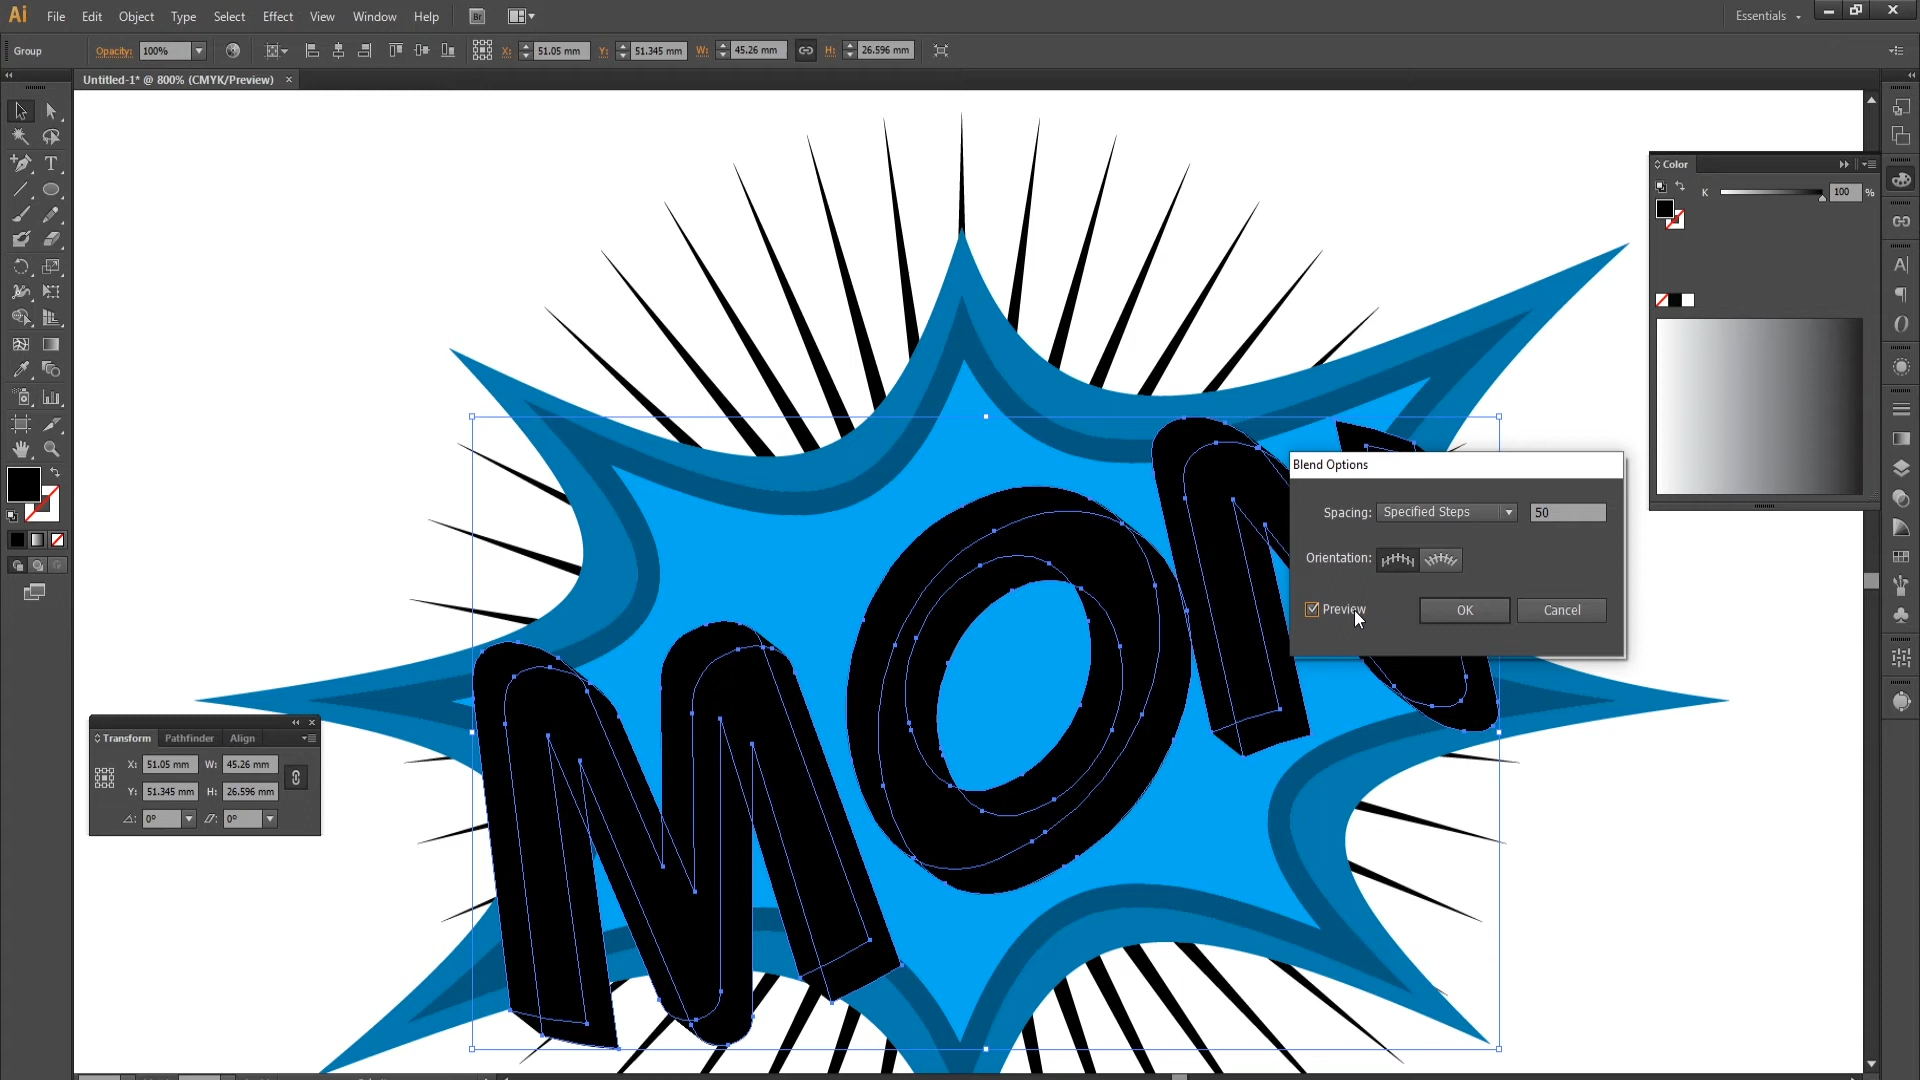 Ai File Edit Object Type Select Effect View Window Help Br Essentials
Group Opacity: 100% X: 51.05 mm Y: 51.345 mm W: 45.26 mm H: 26.596 mm
Untitled-1* @ 800% (CMYK/Preview)
Color
K 100 %
MON
Blend Options
Spacing: Specified Steps 50
Orientation:
Preview OK Cancel
Transform Pathfinder Align
X: 51.05 mm W: 45.26 mm
Y: 51.345 mm H: 26.596 mm
0° 0°